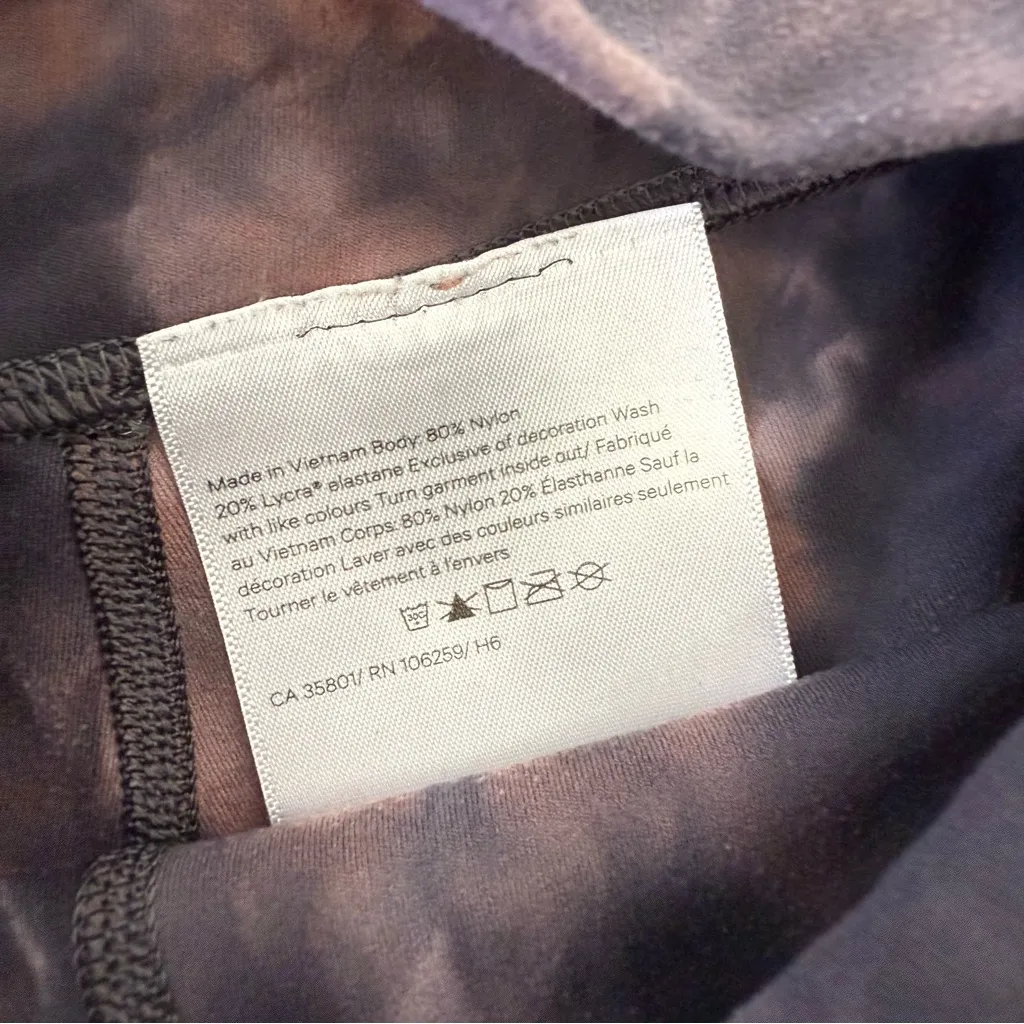 Made in Vietnam Body: 80% Nylon
20% Lycra® elastane Exclusive of decoration Wash
with like colours Turn garment inside out/ Fabriqué
au Vietnam Corps: 80% Nylon 20% Élasthanne Sauf la
décoration Laver avec des couleurs similaires seulement
Tourner le vêtement à l'envers
30C
CA 35801/ RN 106259/ H6